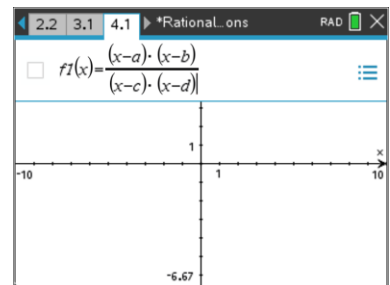 2.2 3.1 4.1 *Rational...ons RAD
f1(x)=(x-a)·(x-b)/(x-c)·(x-d)
1
x
-10 1 10
-6.67